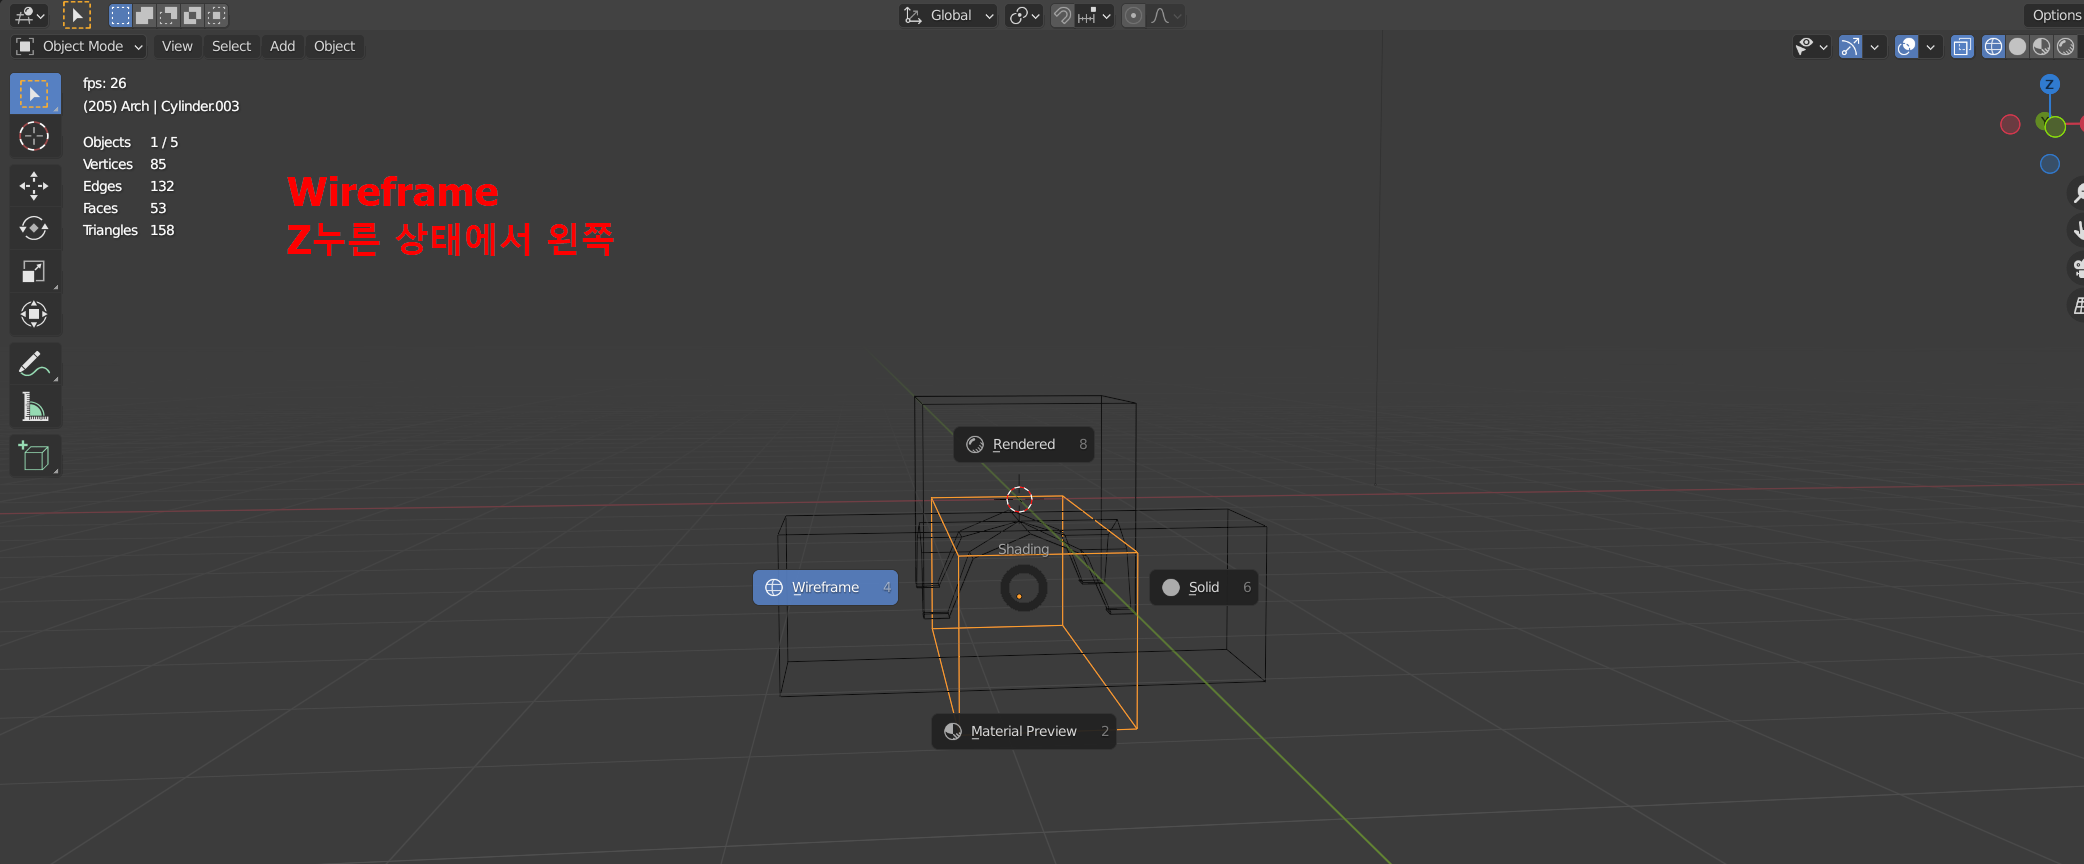 Global
Options
Object Mode
View
Select
Add
Object
fps: 26
(205) Arch | Cylinder.003
Objects 1 / 5
Vertices 85
Edges 132
Faces 53
Triangles 158
Wireframe
Z누른 상태에서 왼쪽
Z
Y
Rendered 8
Shading
Wireframe 4
Solid 6
Material Preview 2